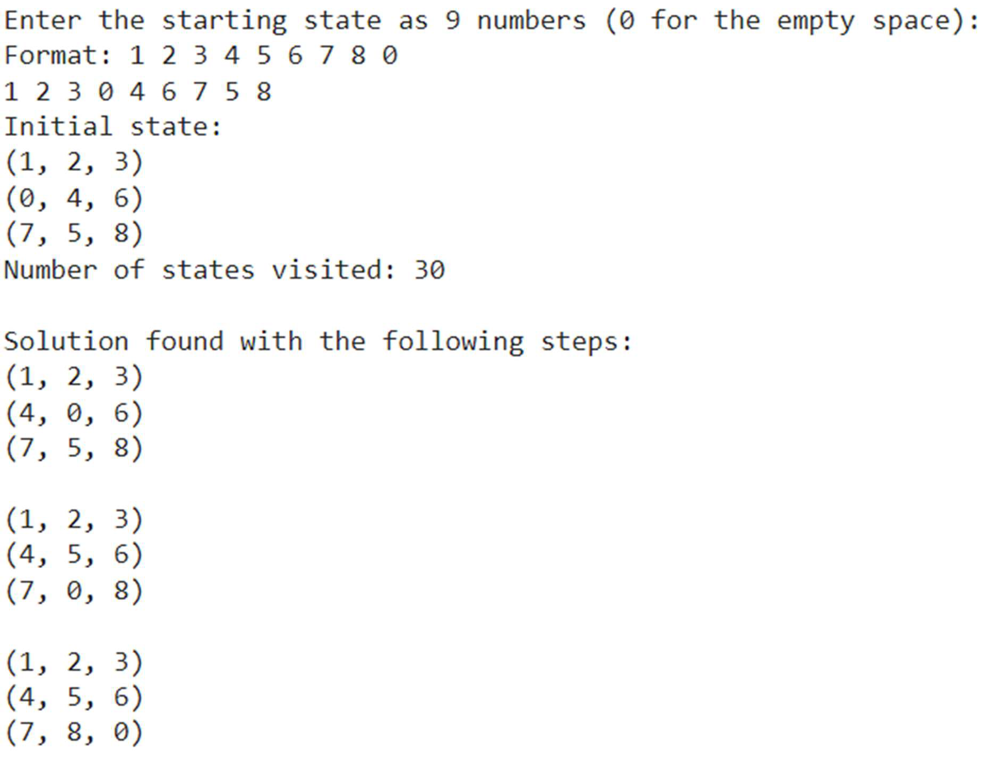 Enter the starting state as 9 numbers (0 for the empty space):
Format: 1 2 3 4 5 6 7 8 0
1 2 3 0 4 6 7 5 8
Initial state:
(1, 2, 3)
(0, 4, 6)
(7, 5, 8)
Number of states visited: 30
Solution found with the following steps:
(1, 2, 3)
(4, 0, 6)
(7, 5, 8)
(1, 2, 3)
(4, 5, 6)
(7, 0, 8)
(1, 2, 3)
(4, 5, 6)
(7, 8, 0)